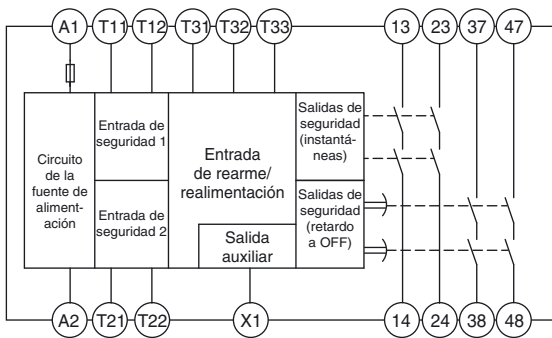 A1 T11 T12 T31 T32 T33 13 23 37 47
Circuito
de la
fuente de
aliment-
ación
Entrada de
seguridad 1
Entrada de
seguridad 2
Entrada
de rearme/
realimentación)
Salida
auxiliar
Salidas de
seguridad
(instantá-
neas)
Salidas de
seguridad
(retardo
a OFF)
A2 T21 T22 X1 14 24 38 48